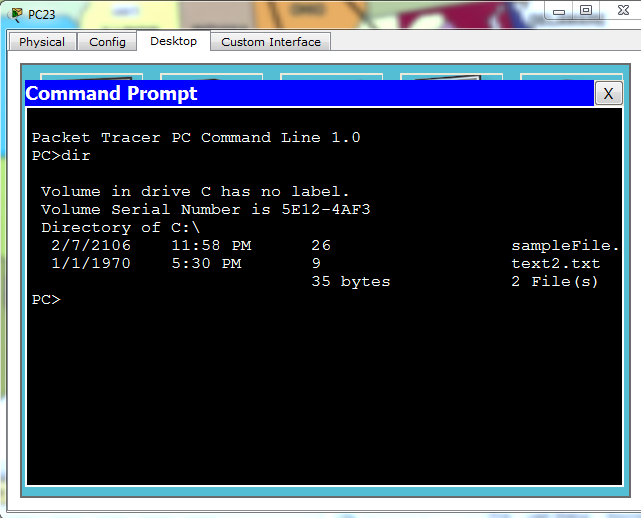 PC23
Physical Config Desktop Custom Interface
Command Prompt X
Packet Tracer PC Command Line 1.0
PC>dir
Volume in drive C has no label.
Volume Serial Number is 5E12-4AF3
Directory of C:\
2/7/2106 11:58 PM 26 sampleFile.
1/1/1970 5:30 PM 9 text2.txt
35 bytes 2 File(s)
PC>